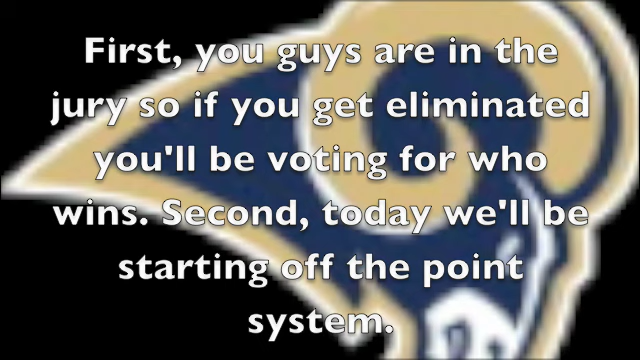 First, you guys are in the
jury so if you get eliminated
you'll be voting for who
wins. Second, today we'll be
starting off the point
system.